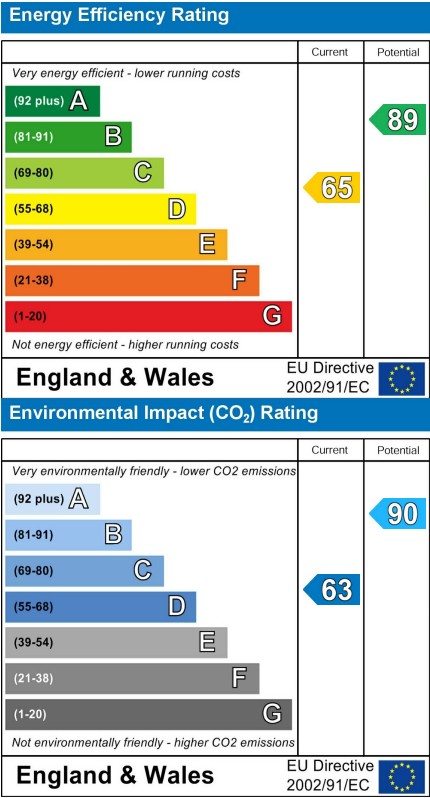 Energy Efficiency Rating
Current Potential
Very energy efficient - lower running costs
(92 plus) A
89
(81-91) B
(69-80) C
65
(55-68) D
(39-54) E
(21-38) F
(1-20) G
Not energy efficient - higher running costs
England & Wales
EU Directive
2002/91/EC
Environmental Impact (CO₂) Rating
Current Potential
Very environmentally friendly - lower CO2 emissions
(92 plus) A
90
(81-91) B
(69-80) C
63
(55-68) D
(39-54) E
(21-38) F
(1-20) G
Not environmentally friendly - higher CO2 emissions
England & Wales
EU Directive
2002/91/EC